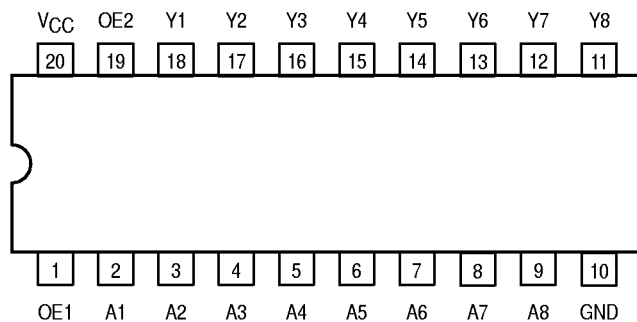 VCC OE2 Y1 Y2 Y3 Y4 Y5 Y6 Y7 Y8
20 19 18 17 16 15 14 13 12 11
1 2 3 4 5 6 7 8 9 10
OE1 A1 A2 A3 A4 A5 A6 A7 A8 GND